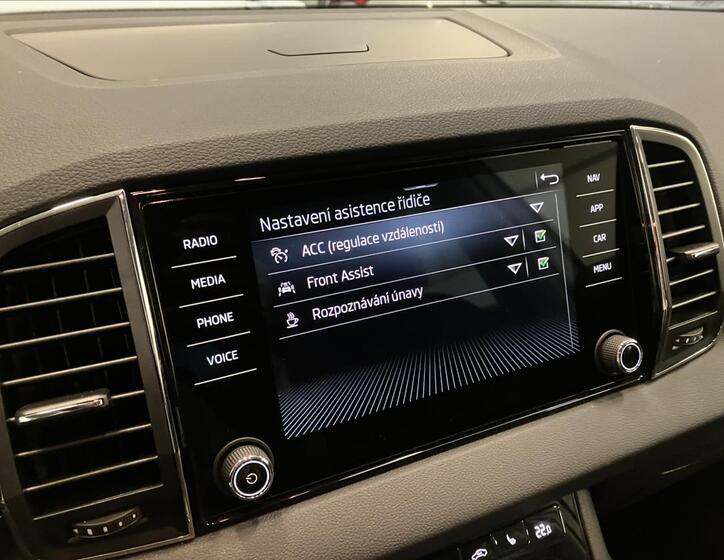 Nastavení asistence řidiče
ACC (regulace vzdálenosti)
Front Assist
Rozpoznávání únavy
RADIO
MEDIA
PHONE
VOICE
NAV
APP
CAR
MENU
22.5